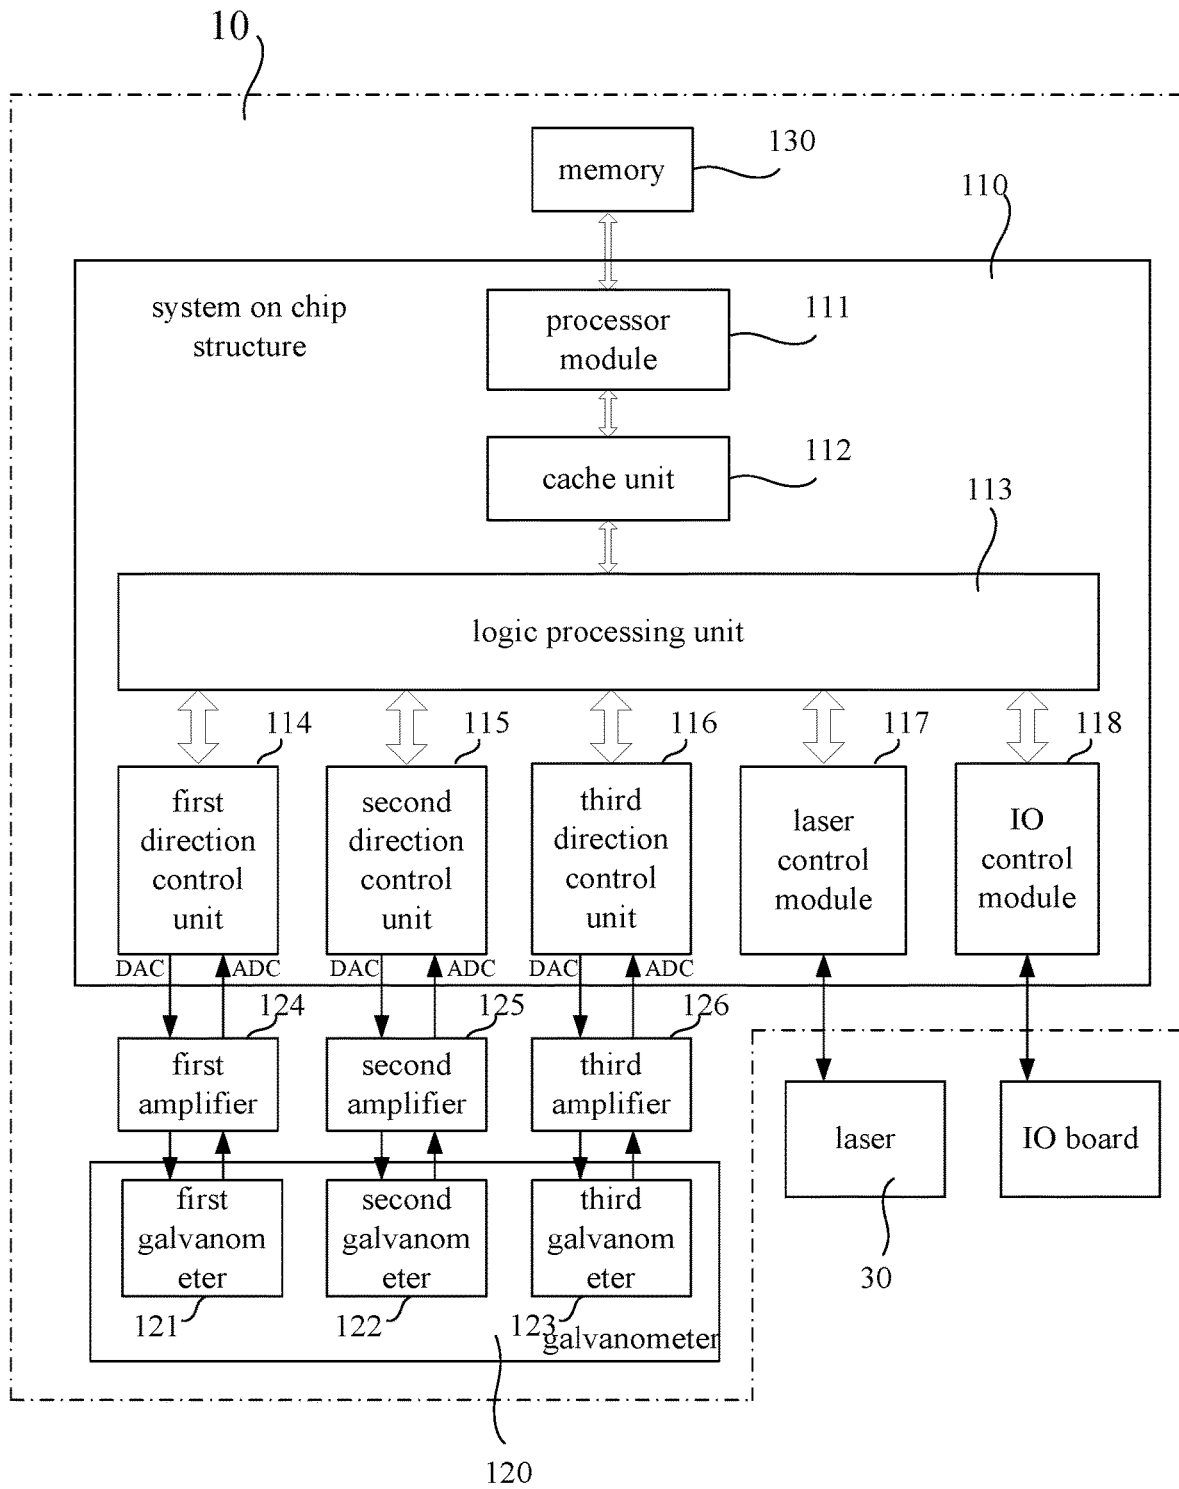 10
130
memory
110
system on chip
structure
111
processor
module
112
cache unit
113
logic processing unit
114
115
116
117
118
first
direction
control
unit
second
direction
control
unit
third
direction
control
unit
laser
control
module
IO
control
module
DAC
ADC
DAC
ADC
DAC
ADC
124
125
126
first
amplifier
second
amplifier
third
amplifier
laser
IO board
first
galvanom
eter
second
galvanom
eter
third
galvanom
eter
30
121
122
123
galvanometer
120